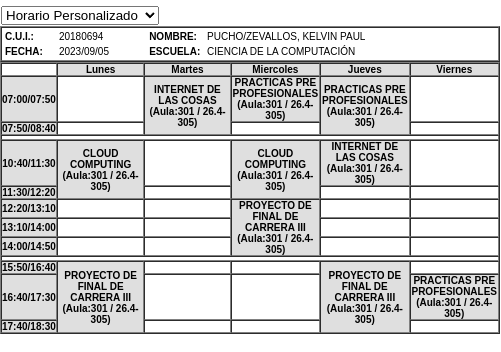 Horario Personalizado
C.U.I.: 20180694 NOMBRE: PUCHO/ZEVALLOS, KELVIN PAUL
FECHA: 2023/09/05 ESCUELA: CIENCIA DE LA COMPUTACIÓN
Lunes Martes Miercoles Jueves Viernes
07:00/07:50
INTERNET DE
LAS COSAS
(Aula:301 / 26.4-
305)
PRACTICAS PRE
PROFESIONALES
(Aula:301 / 26.4-
305)
PRACTICAS PRE
PROFESIONALES
(Aula:301 / 26.4-
305)
07:50/08:40
10:40/11:30
CLOUD
COMPUTING
(Aula:301 / 26.4-
305)
CLOUD
COMPUTING
(Aula:301 / 26.4-
305)
INTERNET DE
LAS COSAS
(Aula:301 / 26.4-
305)
11:30/12:20
12:20/13:10
PROYECTO DE
FINAL DE
CARRERA III
(Aula:301 / 26.4-
305)
13:10/14:00
14:00/14:50
15:50/16:40
PROYECTO DE
FINAL DE
CARRERA III
(Aula:301 / 26.4-
305)
PROYECTO DE
FINAL DE
CARRERA III
(Aula:301 / 26.4-
305)
16:40/17:30
PRACTICAS PRE
PROFESIONALES
(Aula:301 / 26.4-
305)
17:40/18:30